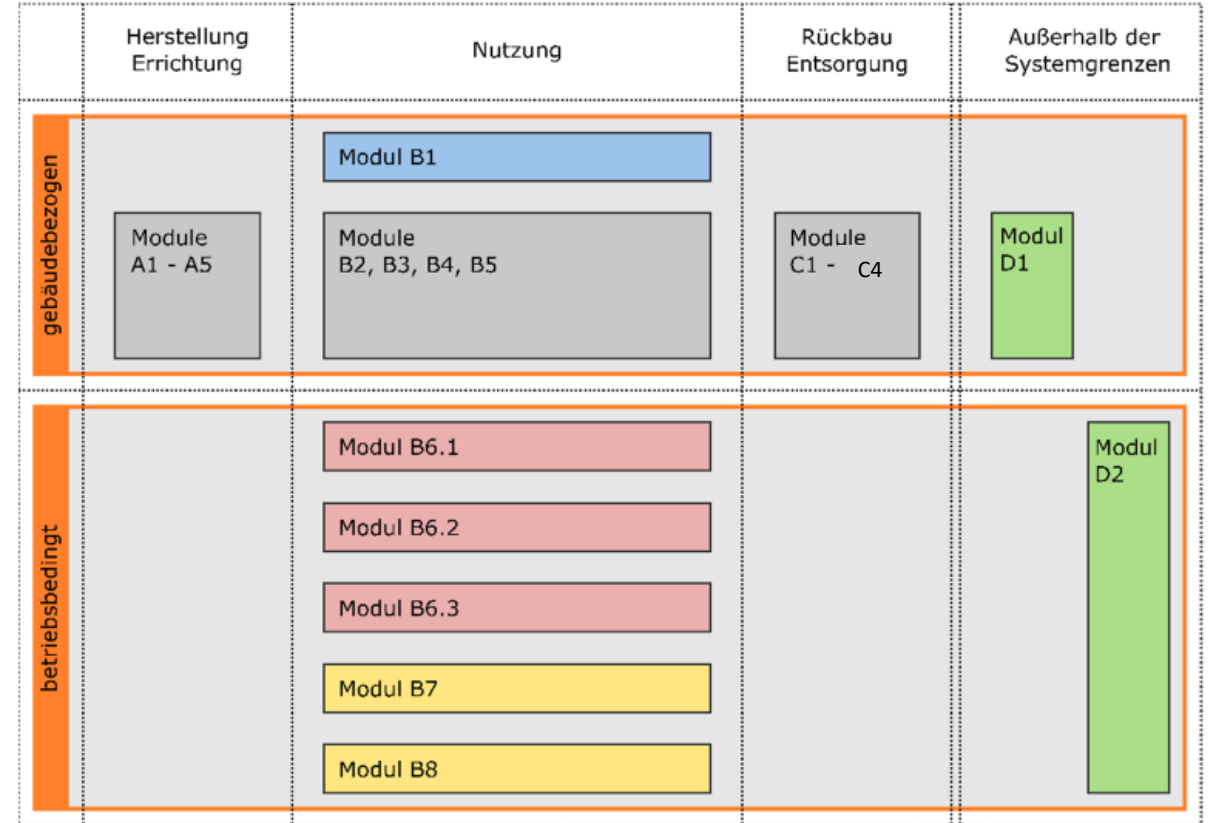 Herstellung
Errichtung
Nutzung
Rückbau
Entsorgung
Außerhalb der
Systemgrenzen
gebäudebezogen
Modul B1
Module
A1 - A5
Module
B2, B3, B4, B5
Module
C1 - C4
Modul
D1
betriebsbedingt
Modul B6.1
Modul
D2
Modul B6.2
Modul B6.3
Modul B7
Modul B8